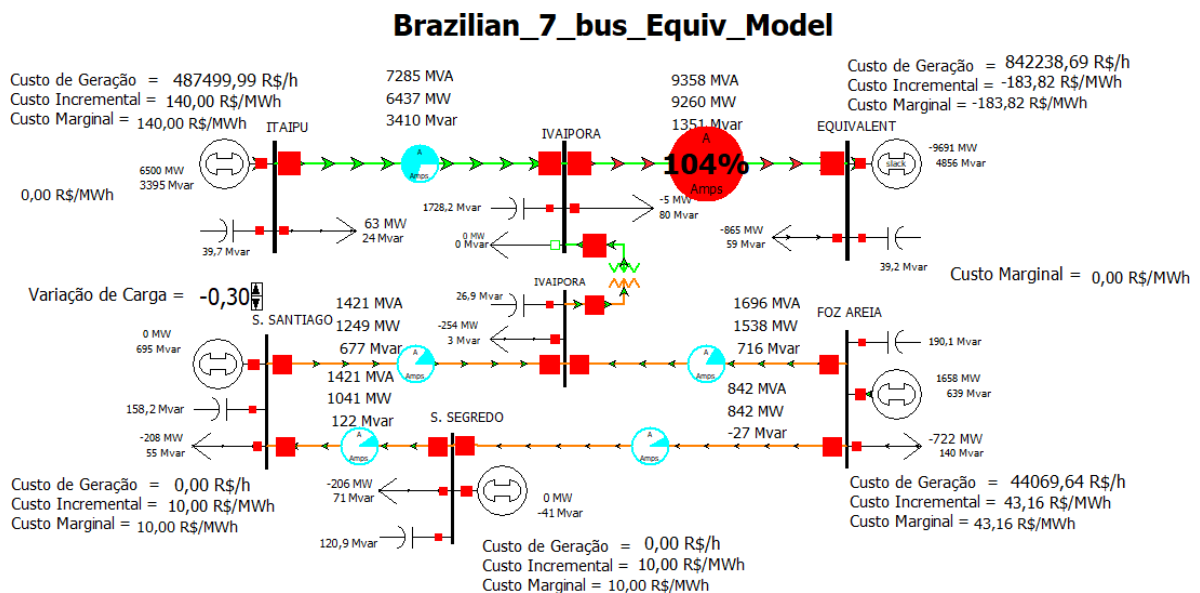 Brazilian_7_bus_Equiv_Model
Custo de Geração = 487499,99 R$/h
Custo Incremental = 140,00 R$/MWh
Custo Marginal = 140,00 R$/MWh
7285 MVA
6437 MW
3410 Mvar
9358 MVA
9260 MW
1351 Mvar
Custo de Geração = 842238,69 R$/h
Custo Incremental = -183,82 R$/MWh
Custo Marginal = -183,82 R$/MWh
ITAIPU
IVAIPORA
EQUIVALENT
A
Amps
A
104%
Amps
slack
-9691 MW
4856 Mvar
6500 MW
3395 Mvar
0,00 R$/MWh
1728,2 Mvar
-5 MW
80 Mvar
63 MW
24 Mvar
39,7 Mvar
0 MW
0 Mvar
-865 MW
59 Mvar
39,2 Mvar
Custo Marginal = 0,00 R$/MWh
Variação de Carga = -0,30
IVAIPORA
26,9 Mvar
-254 MW
3 Mvar
S. SANTIAGO
1421 MVA
1249 MW
677 Mvar
1696 MVA
1538 MW
716 Mvar
FOZ AREIA
0 MW
695 Mvar
A
Amps
A
Amps
190,1 Mvar
1421 MVA
1041 MW
122 Mvar
842 MVA
842 MW
-27 Mvar
1658 MW
639 Mvar
158,2 Mvar
S. SEGREDO
-208 MW
55 Mvar
A
Amps
A
Amps
-722 MW
140 Mvar
-206 MW
71 Mvar
0 MW
-41 Mvar
120,9 Mvar
Custo de Geração = 0,00 R$/h
Custo Incremental = 10,00 R$/MWh
Custo Marginal = 10,00 R$/MWh
Custo de Geração = 44069,64 R$/h
Custo Incremental = 43,16 R$/MWh
Custo Marginal = 43,16 R$/MWh
Custo de Geração = 0,00 R$/h
Custo Incremental = 10,00 R$/MWh
Custo Marginal = 10,00 R$/MWh